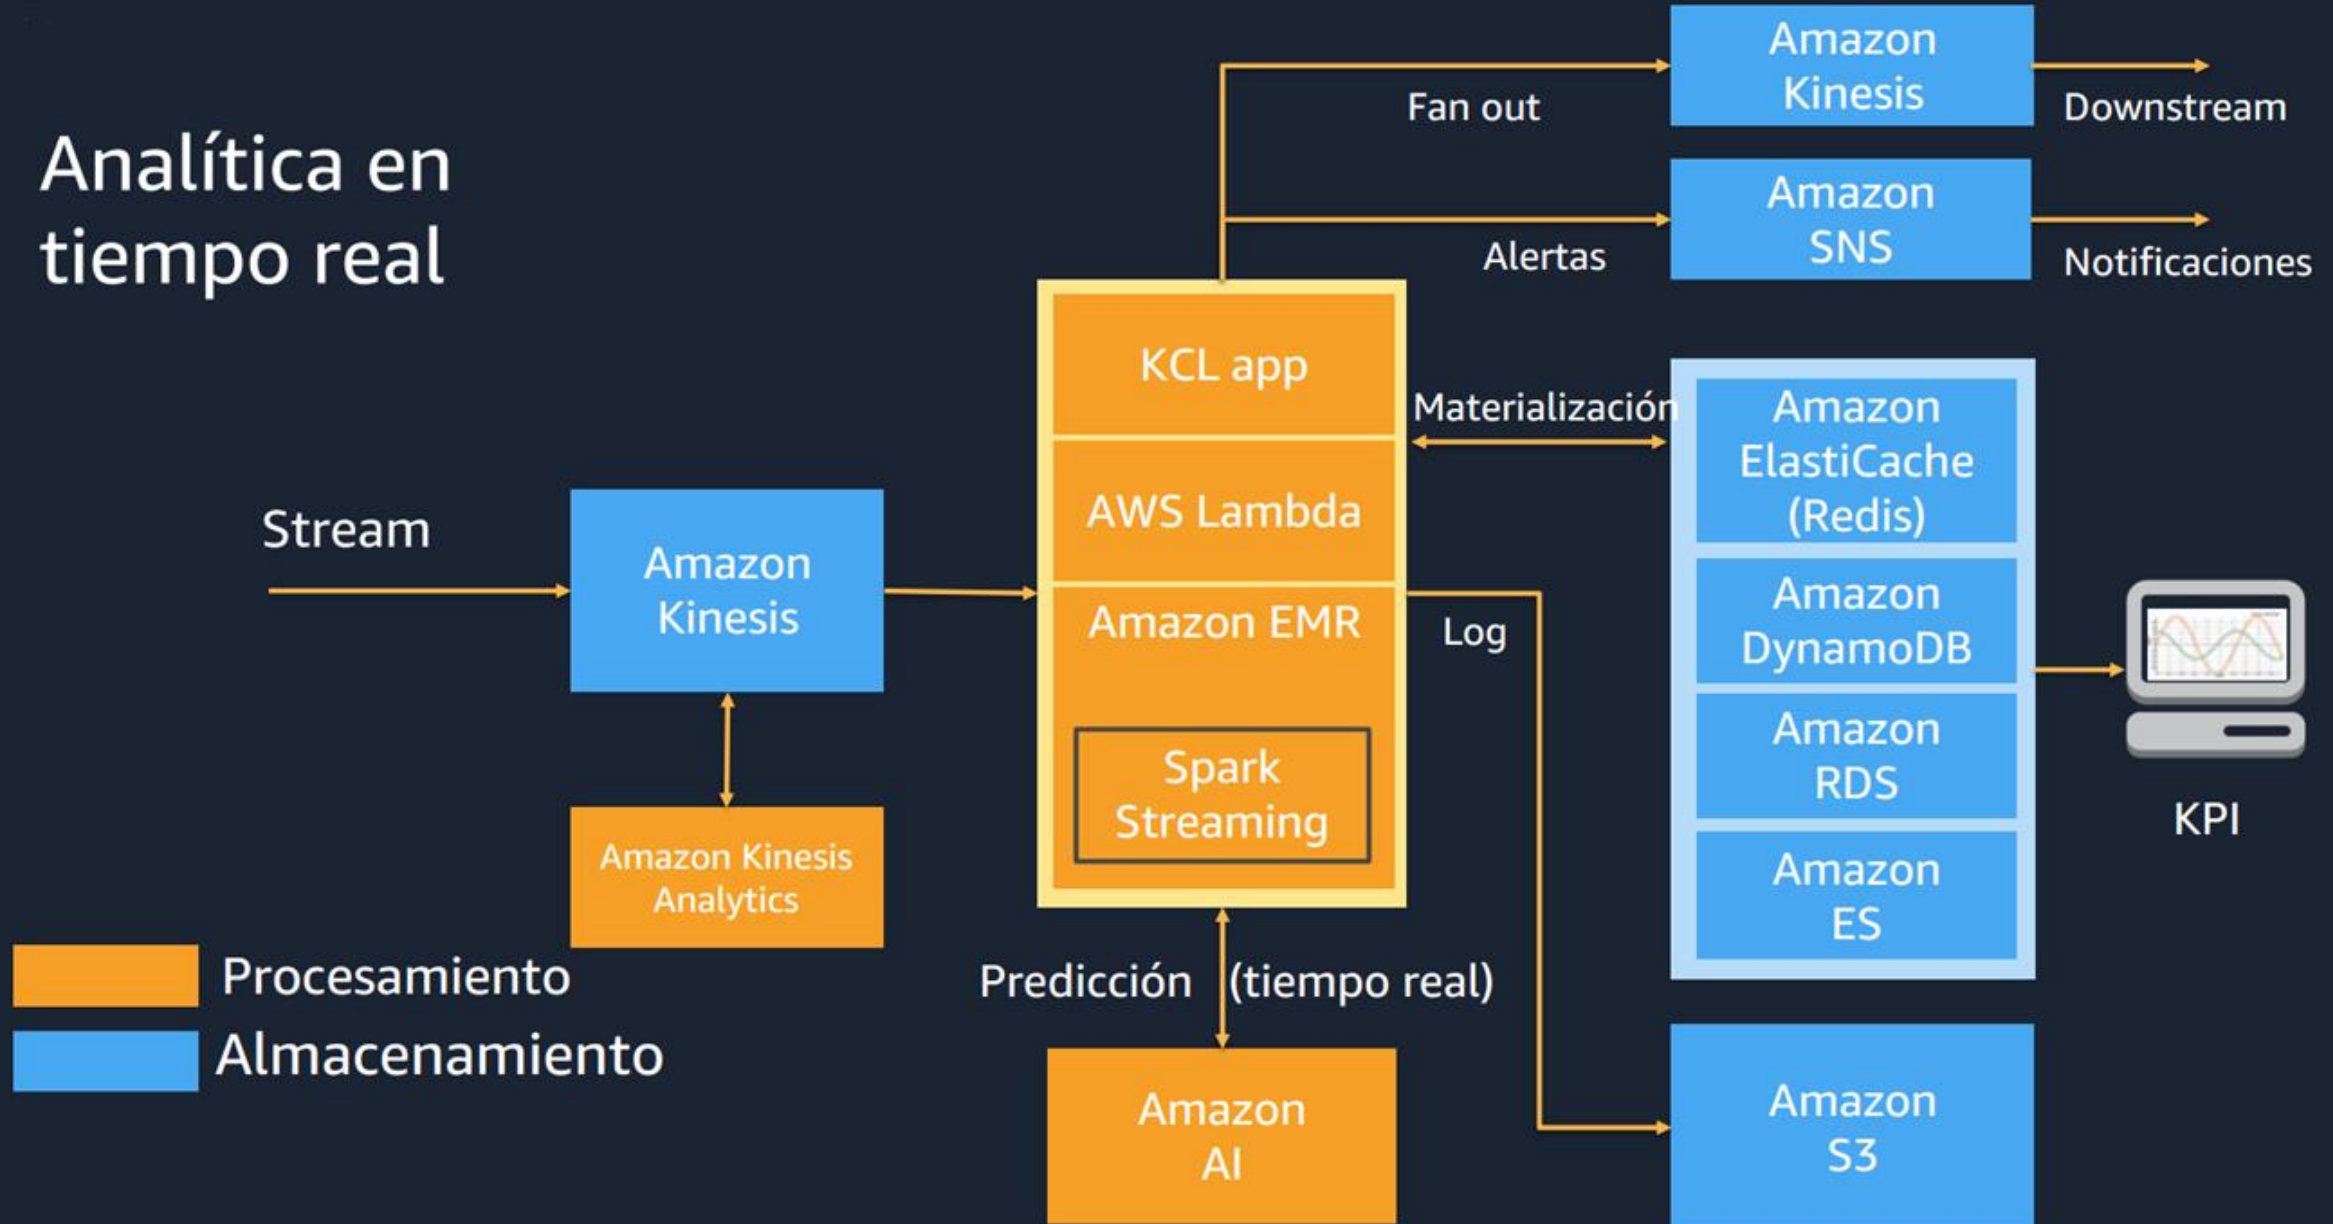 Analítica en
tiempo real
Stream
Amazon
Kinesis
Amazon Kinesis
Analytics
Procesamiento
Almacenamiento
KCL app
AWS Lambda
Amazon EMR
Spark
Streaming
Predicción (tiempo real)
Amazon
AI
Fan out
Alertas
Materialización
Log
Amazon
Kinesis
Downstream
Amazon
SNS
Notificaciones
Amazon
ElastiCache
(Redis)
Amazon
DynamoDB
Amazon
RDS
Amazon
ES
KPI
Amazon
S3